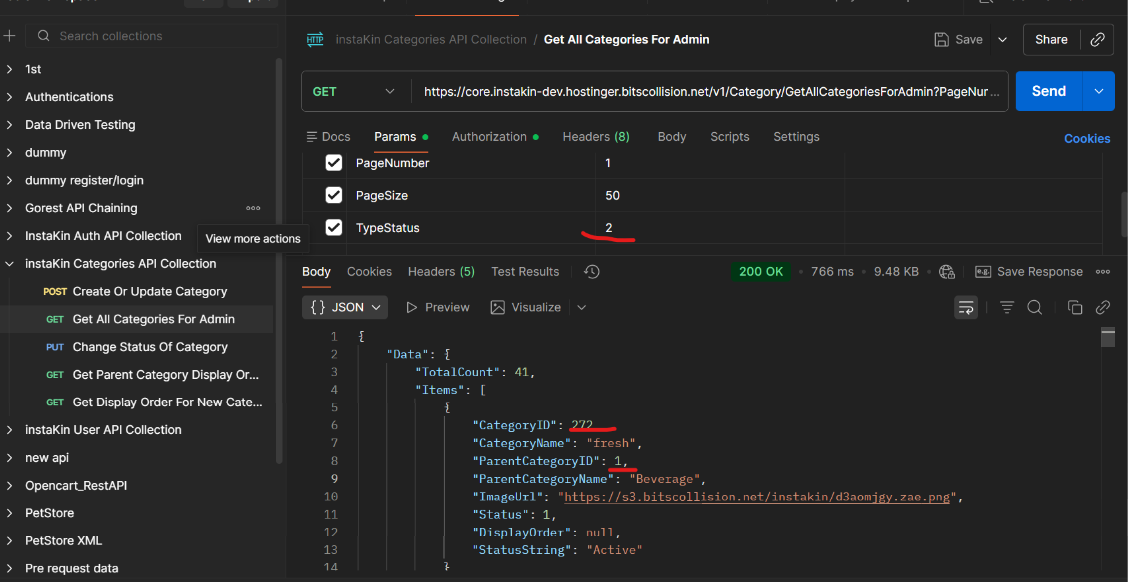 Search collections
1st
Authentications
Data Driven Testing
dummy
dummy register/login
Gorest API Chaining
InstaKin Auth API Collection
View more actions
instaKin Categories API Collection
POST Create Or Update Category
GET Get All Categories For Admin
PUT Change Status Of Category
GET Get Parent Category Display Or...
GET Get Display Order For New Cate...
instaKin User API Collection
new api
Opencart_RestAPI
PetStore
PetStore XML
Pre request data
HTTP instaKin Categories API Collection / Get All Categories For Admin
Save
Share
GET https://core.instakin-dev.hostinger.bitscollision.net/v1/Category/GetAllCategoriesForAdmin?PageNur ...
Send
Docs Params Authorization Headers (8) Body Scripts Settings
Cookies
PageNumber 1
PageSize 50
TypeStatus 2
Body Cookies Headers (5) Test Results
200 OK • 766 ms • 9.48 KB • Save Response
{} JSON Preview Visualize
1 {
2 "Data": {
3 "TotalCount": 41,
4 "Items": [
5 {
6 "CategoryID": 272,
7 "CategoryName": "fresh",
8 "ParentCategoryID": 1,
9 "ParentCategoryName": "Beverage",
10 "ImageUrl": "https://s3.bitscollision.net/instakin/d3aomjgy.zae.png",
11 "Status": 1,
12 "DisplayOrder": null,
13 "StatusString": "Active"
14 }